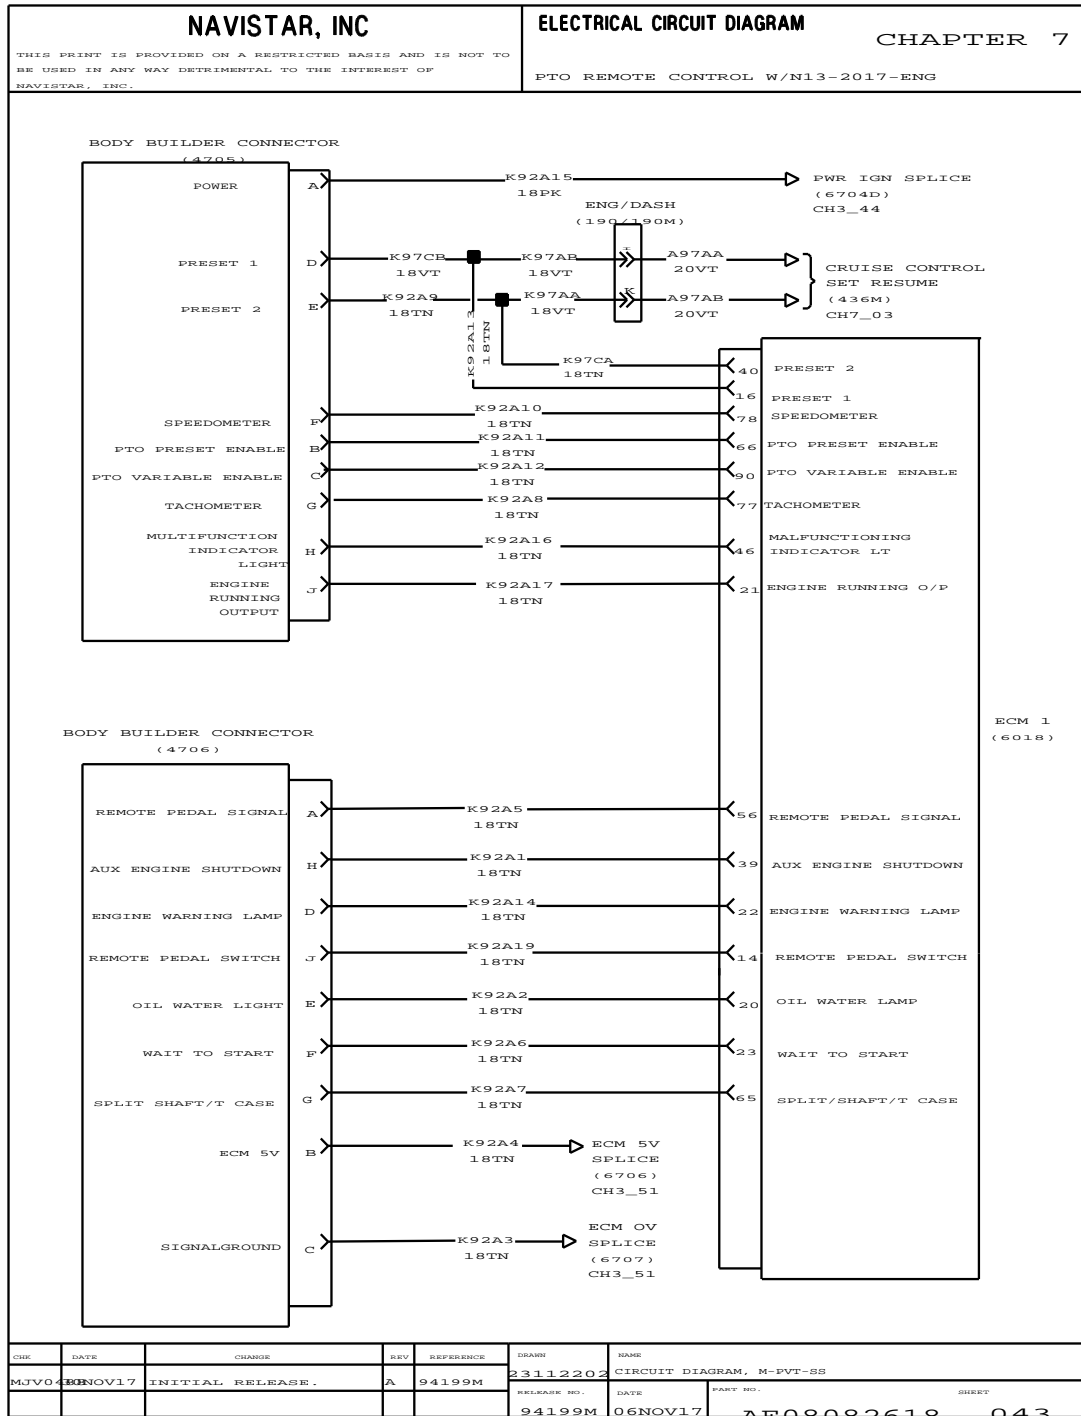 NAVISTAR, INC
THIS PRINT IS PROVIDED ON A RESTRICTED BASIS AND IS NOT TO
BE USED IN ANY WAY DETRIMENTAL TO THE INTEREST OF
NAVISTAR, INC.
ELECTRICAL CIRCUIT DIAGRAM
CHAPTER 7
PTO REMOTE CONTROL W/N13-2017-ENG
BODY BUILDER CONNECTOR
(4705)
POWER
A
K92A15
18PK
PWR IGN SPLICE
(6704D)
CH3_44
ENG/DASH
(190/190M)
PRESET 1
D
K97CB
18VT
K97AB
18VT
I
A97AA
20VT
PRESET 2
E
K92A9
18TN
K97AA
18VT
K
A97AB
20VT
CRUISE CONTROL
SET RESUME
(436M)
CH7_03
K92A13
18TN
K97CA
18TN
40
PRESET 2
16
PRESET 1
SPEEDOMETER
F
K92A10
18TN
78
SPEEDOMETER
PTO PRESET ENABLE
B
K92A11
18TN
66
PTO PRESET ENABLE
PTO VARIABLE ENABLE
C
K92A12
18TN
90
PTO VARIABLE ENABLE
TACHOMETER
G
K92A8
18TN
77
TACHOMETER
MULTIFUNCTION
INDICATOR
LIGHT
H
K92A16
18TN
46
MALFUNCTIONING
INDICATOR LT
ENGINE
RUNNING
OUTPUT
J
K92A17
18TN
21
ENGINE RUNNING O/P
ECM 1
(6018)
BODY BUILDER CONNECTOR
(4706)
REMOTE PEDAL SIGNAL
A
K92A5
18TN
56
REMOTE PEDAL SIGNAL
AUX ENGINE SHUTDOWN
H
K92A1
18TN
39
AUX ENGINE SHUTDOWN
ENGINE WARNING LAMP
D
K92A14
18TN
22
ENGINE WARNING LAMP
REMOTE PEDAL SWITCH
J
K92A19
18TN
14
REMOTE PEDAL SWITCH
OIL WATER LIGHT
E
K92A2
18TN
20
OIL WATER LAMP
WAIT TO START
F
K92A6
18TN
23
WAIT TO START
SPLIT SHAFT/T CASE
G
K92A7
18TN
65
SPLIT/SHAFT/T CASE
ECM 5V
B
K92A4
18TN
ECM 5V
SPLICE
(6706)
CH3_51
SIGNALGROUND
C
K92A3
18TN
ECM OV
SPLICE
(6707)
CH3_51
CHK
DATE
CHANGE
REV
REFERENCE
DRAWN
NAME
INITIAL RELEASE.
A
94199M
23112202
CIRCUIT DIAGRAM, M-PVT-SS
RELEASE NO.
DATE
PART NO.
SHEET
94199M
06NOV17
AE08082618
043